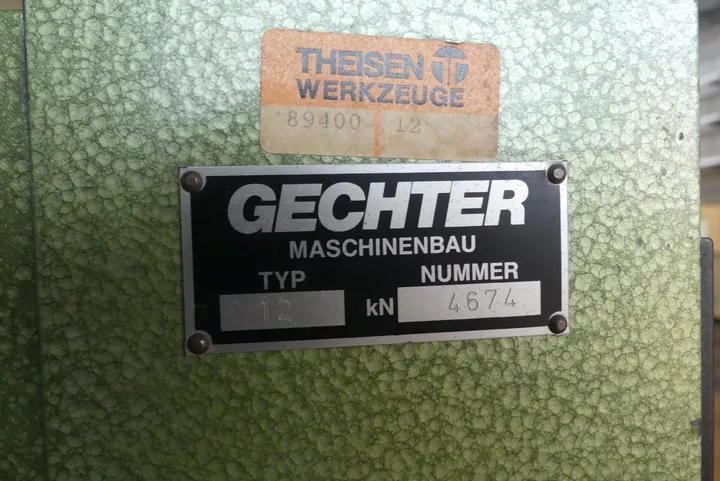 THEISEN
WERKZEUGE
89400 12
GECHTER
MASCHINENBAU
TYP NUMMER
12 kN 4674